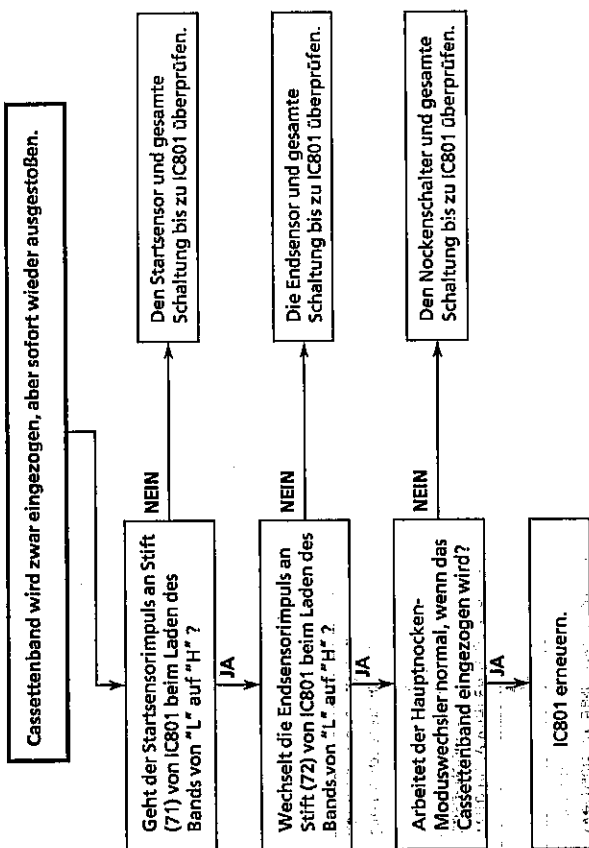 Cassettenband wird zwar eingezogen, aber sofort wieder ausgestoßen.
Geht der Startsensorimpuls an Stift
(71) von IC801 beim Laden des
Bands von "L" auf "H" ?
NEIN
Den Startsensor und gesamte
Schaltung bis zu IC801 überprüfen.
JA
Wechselt die Endsensorimpuls an
Stift (72) von IC801 beim Laden des
Bands von "L" auf "H" ?
NEIN
Die Endsensor und gesamte
Schaltung bis zu IC801 überprüfen.
JA
Arbeitet der Hauptnocken-
Moduswechsler normal, wenn das
Cassettenband eingezogen wird?
NEIN
Den Nockenschalter und gesamte
Schaltung bis zu IC801 überprüfen.
JA
IC801 erneuern.